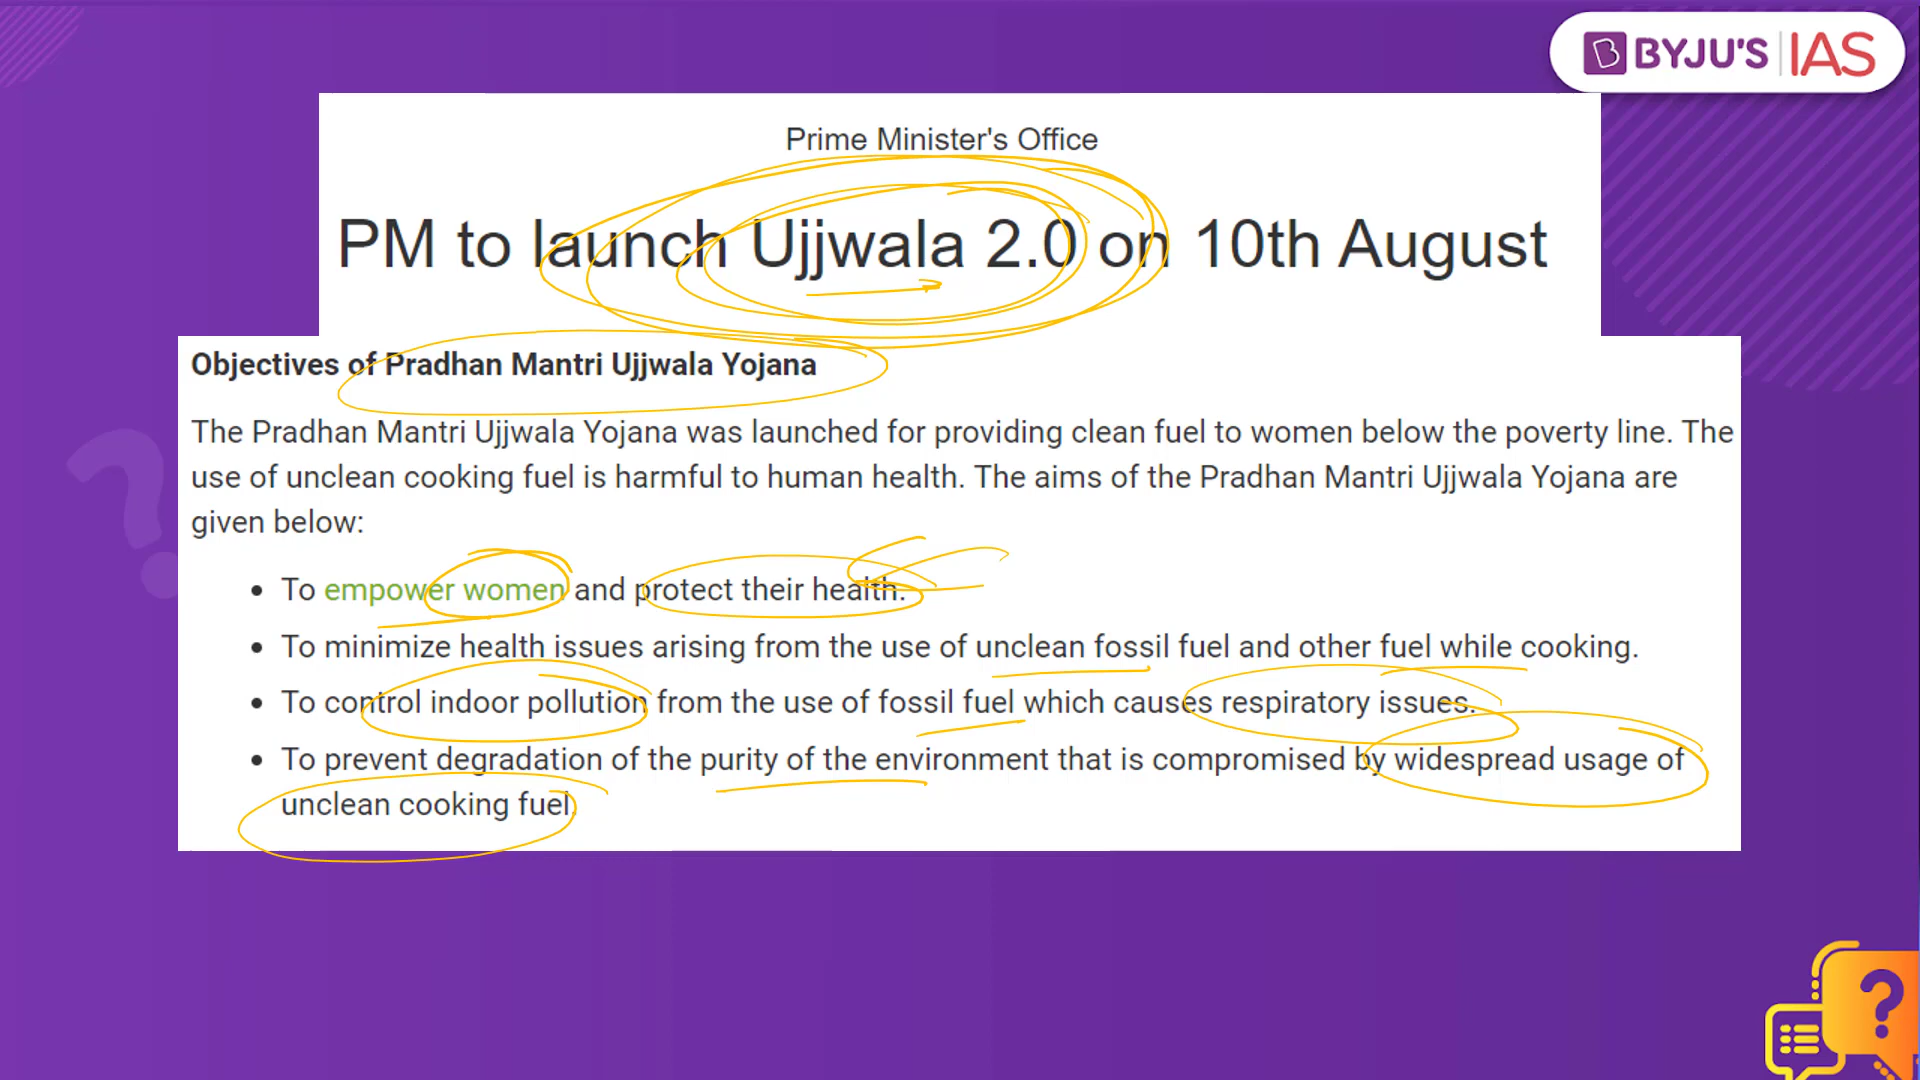 BYJU'S IAS
Prime Minister's Office
PM to launch Ujjwala 2.0 on 10th August
Objectives of Pradhan Mantri Ujjwala Yojana
The Pradhan Mantri Ujjwala Yojana was launched for providing clean fuel to women below the poverty line. The
use of unclean cooking fuel is harmful to human health. The aims of the Pradhan Mantri Ujjwala Yojana are
given below:
• To empower women and protect their health.
• To minimize health issues arising from the use of unclean fossil fuel and other fuel while cooking.
• To control indoor pollution from the use of fossil fuel which causes respiratory issues.
• To prevent degradation of the purity of the environment that is compromised by widespread usage of
unclean cooking fuel.